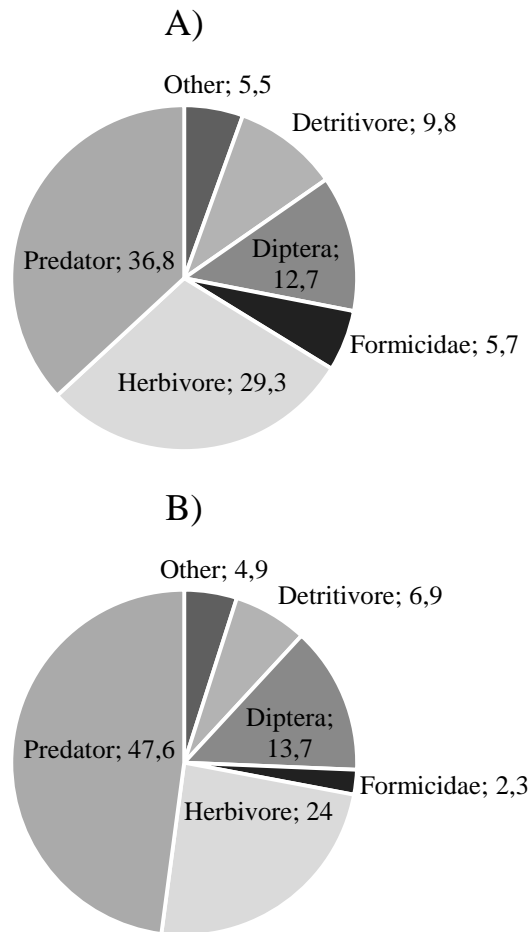 A)
Other; 5,5
Detritivore; 9,8
Diptera;
12,7
Predator; 36,8
Formicidae; 5,7
Herbivore; 29,3
B)
Other; 4,9
Detritivore; 6,9
Diptera;
13,7
Predator; 47,6
Formicidae; 2,3
Herbivore; 24